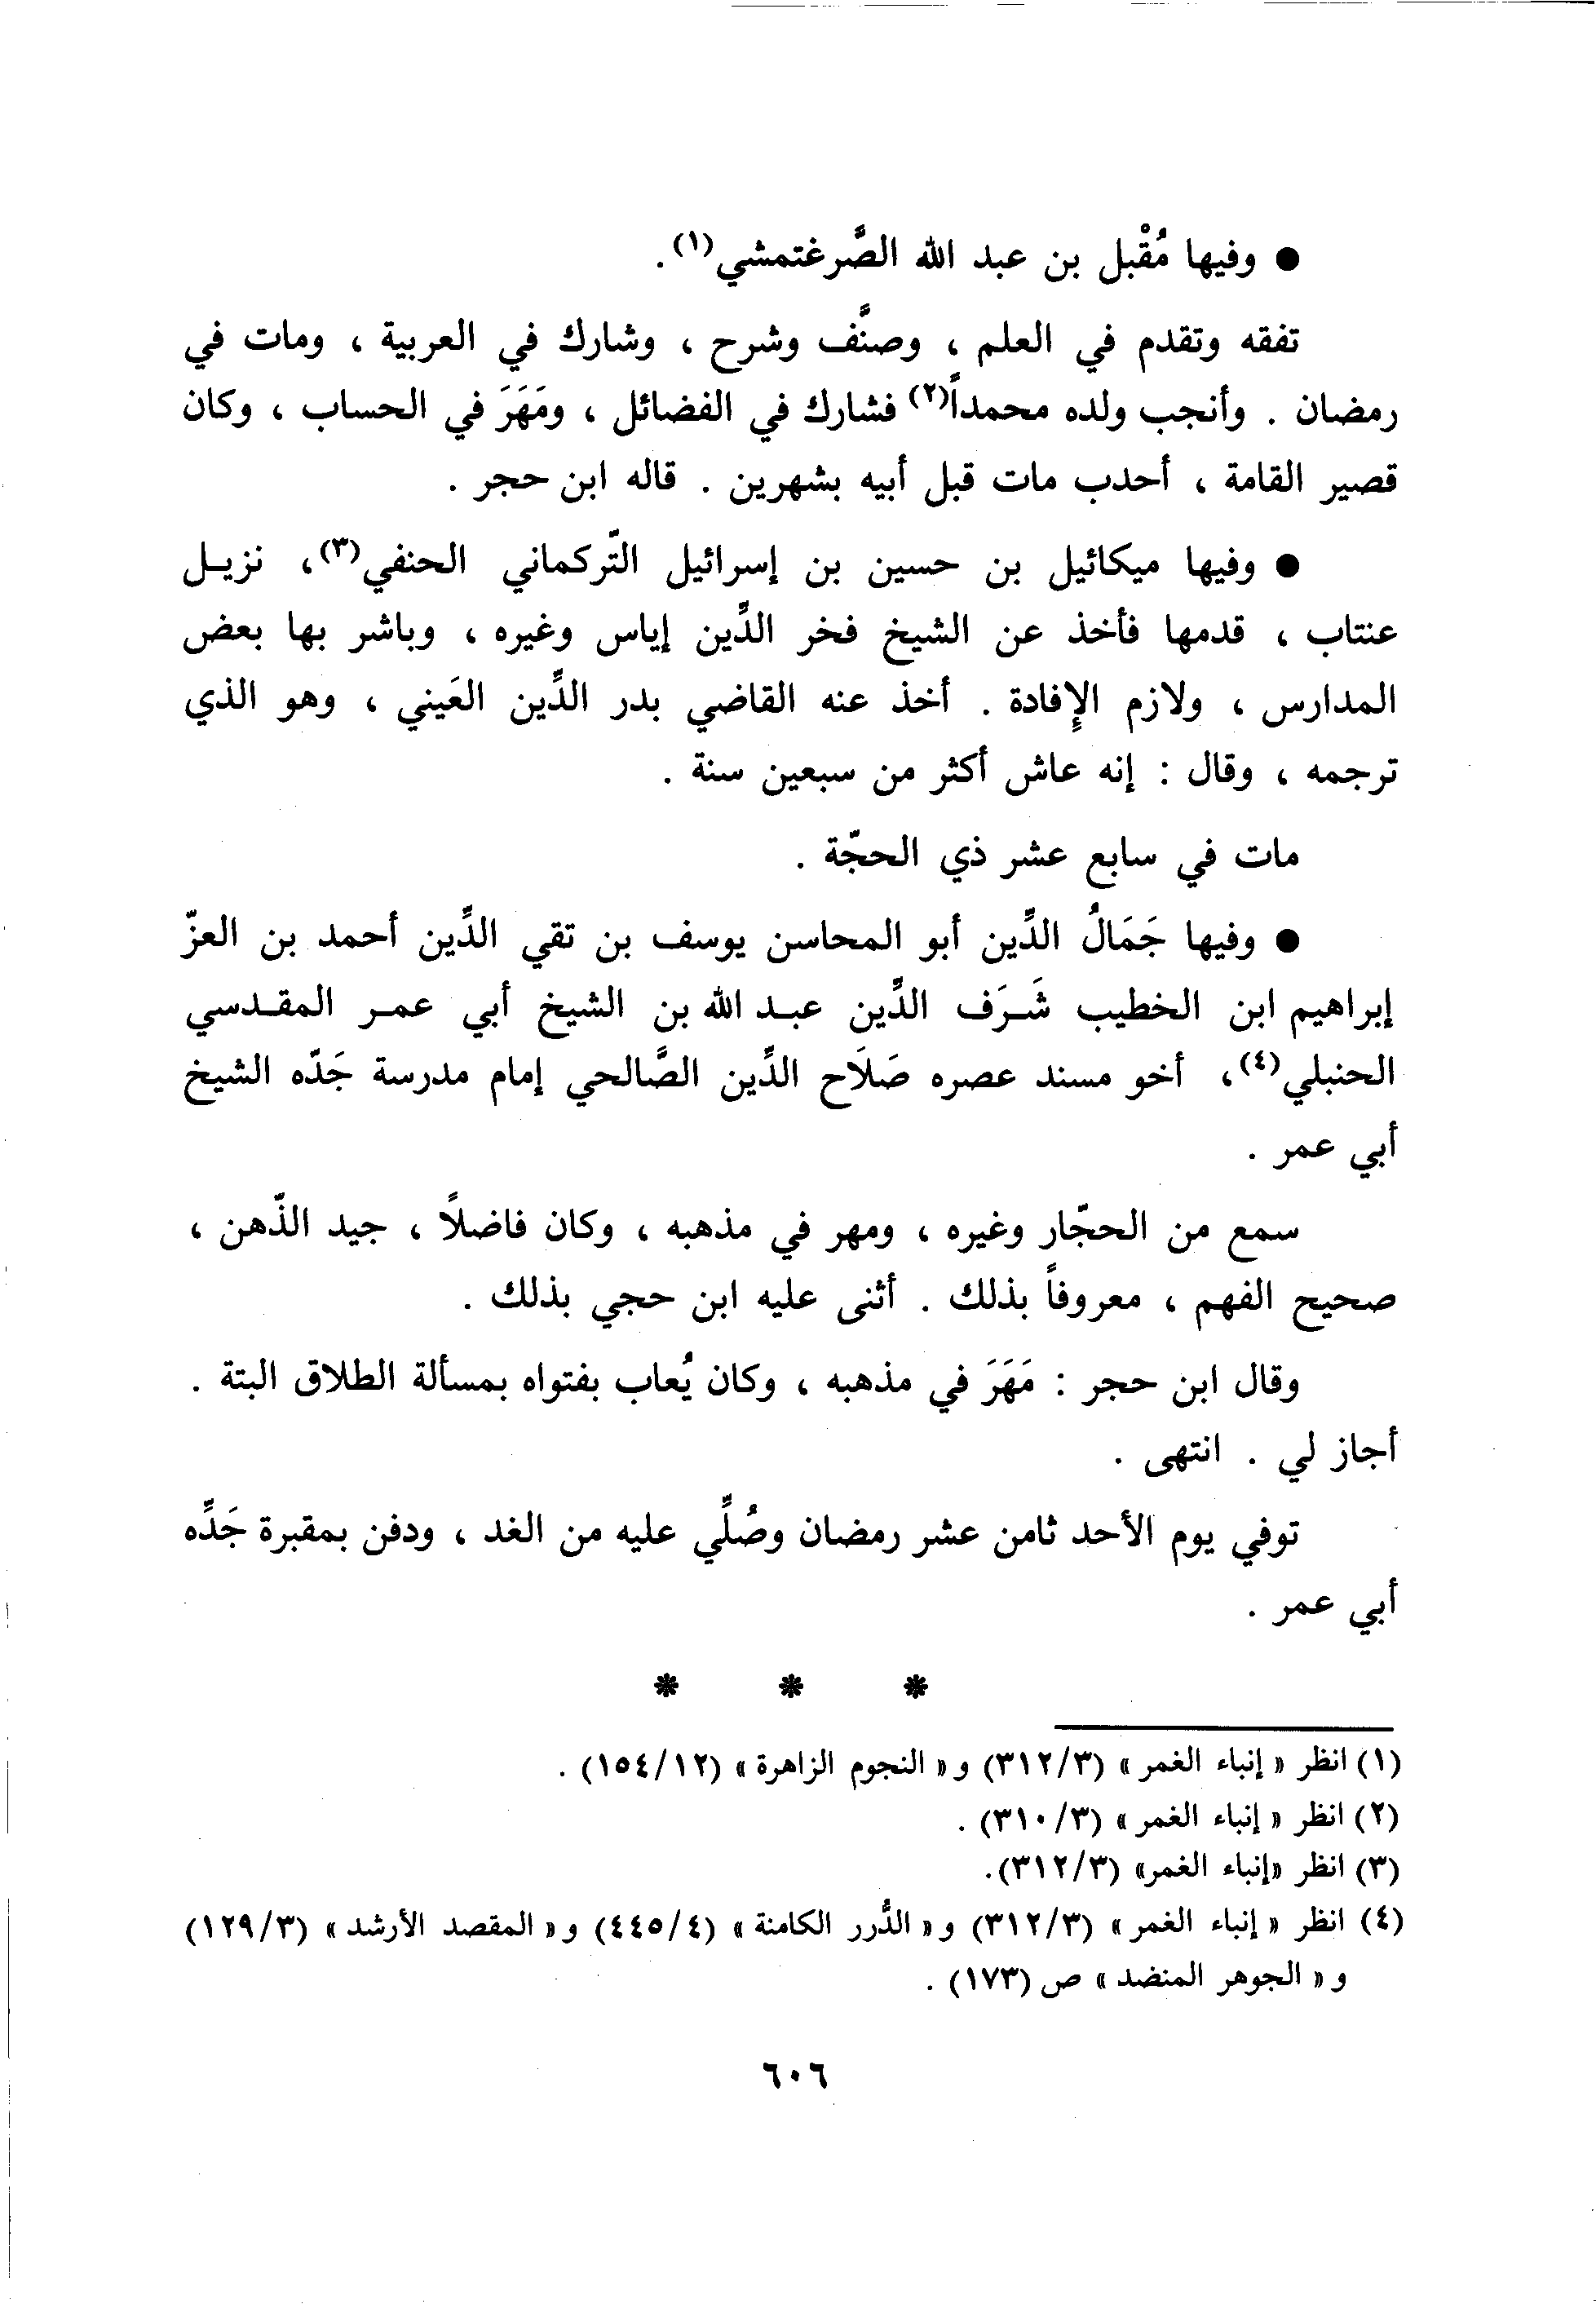 ● وفيها مُقْبل بن عبد الله الصَّرغتمشي(١).
تفقه وتقدم في العلم ، وصنَّف وشرح ، وشارك في العربية ، ومات في
رمضان . وأنجب ولده محمداً(٢) فشارك في الفضائل ، ومَهَرَ في الحساب ، وكان
قصير القامة ، أحدب مات قبل أبيه بشهرين . قاله ابن حجر .
● وفيها ميكائيل بن حسين بن إسرائيل التّركماني الحنفي(٣)، نزيـل
عنتاب ، قدمها فأخذ عن الشيخ فخر الدِّين إياس وغيره ، وباشر بها بعض
المدارس ، ولازم الإفادة . أخذ عنه القاضي بدر الدِّين العَيني ، وهو الذي
ترجمه ، وقال : إنه عاش أكثر من سبعين سنة .
مات في سابع عشر ذي الحجّة .
● وفيها جَمَالُ الدِّين أبو المحاسن يوسف بن تقي الدِّين أحمد بن العزّ
إبراهيم ابن الخطيب شَـرَف الدِّين عبـد الله بن الشيخ أبي عمـر المقـدسي
الحنبلي(٤)، أخو مسند عصره صَلَاح الدِّين الصَّالحي إمام مدرسة جَدّه الشيخ
أبي عمر .
سمع من الحجّار وغيره ، ومهر في مذهبه ، وكان فاضلاً ، جيد الذّهن ،
صحيح الفهم ، معروفاً بذلك . أثنى عليه ابن حجي بذلك .
وقال ابن حجر : مَهَرَ في مذهبه ، وكان يُعاب بفتواه بمسألة الطلاق البتة .
أجاز لي . انتهى .
توفي يوم الأحد ثامن عشر رمضان وصُلِّي عليه من الغد ، ودفن بمقبرة جَدِّه
أبي عمر .
* * *
(١) انظر « إنباء الغمر » (٣١٢/٣) و « النجوم الزاهرة » (١٥٤/١٢) .
(٢) انظر « إنباء الغمر » (٣١٠/٣) .
(٣) انظر «إنباء الغمر» (٣١٢/٣).
(٤) انظر « إنباء الغمر » (٣١٢/٣) و « الدُّرر الكامنة » (٤٤٥/٤) و « المقصد الأرشد » (١٢٩/٣)
و « الجوهر المنضد » ص (١٧٣) .
٦٠٦